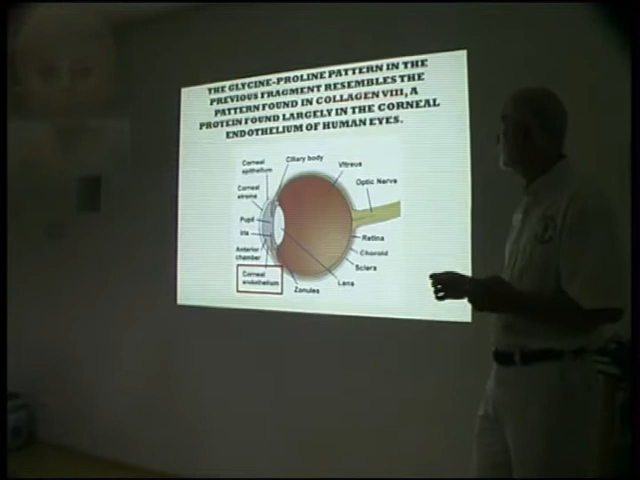 THE GLYCINE-PROLINE PATTERN IN THE
PREVIOUS FRAGMENT RESEMBLES THE
PATTERN FOUND IN COLLAGEN VIII, A
PROTEIN FOUND LARGELY IN THE CORNEAL
ENDOTHELIUM OF HUMAN EYES.
Corneal
epithelium
Ciliary body
Vitreous
Optic Nerve
Corneal
stroma
Pupil
Iris
Anterior
chamber
Corneal
endothelium
Zonules
Lens
Sclera
Choroid
Retina